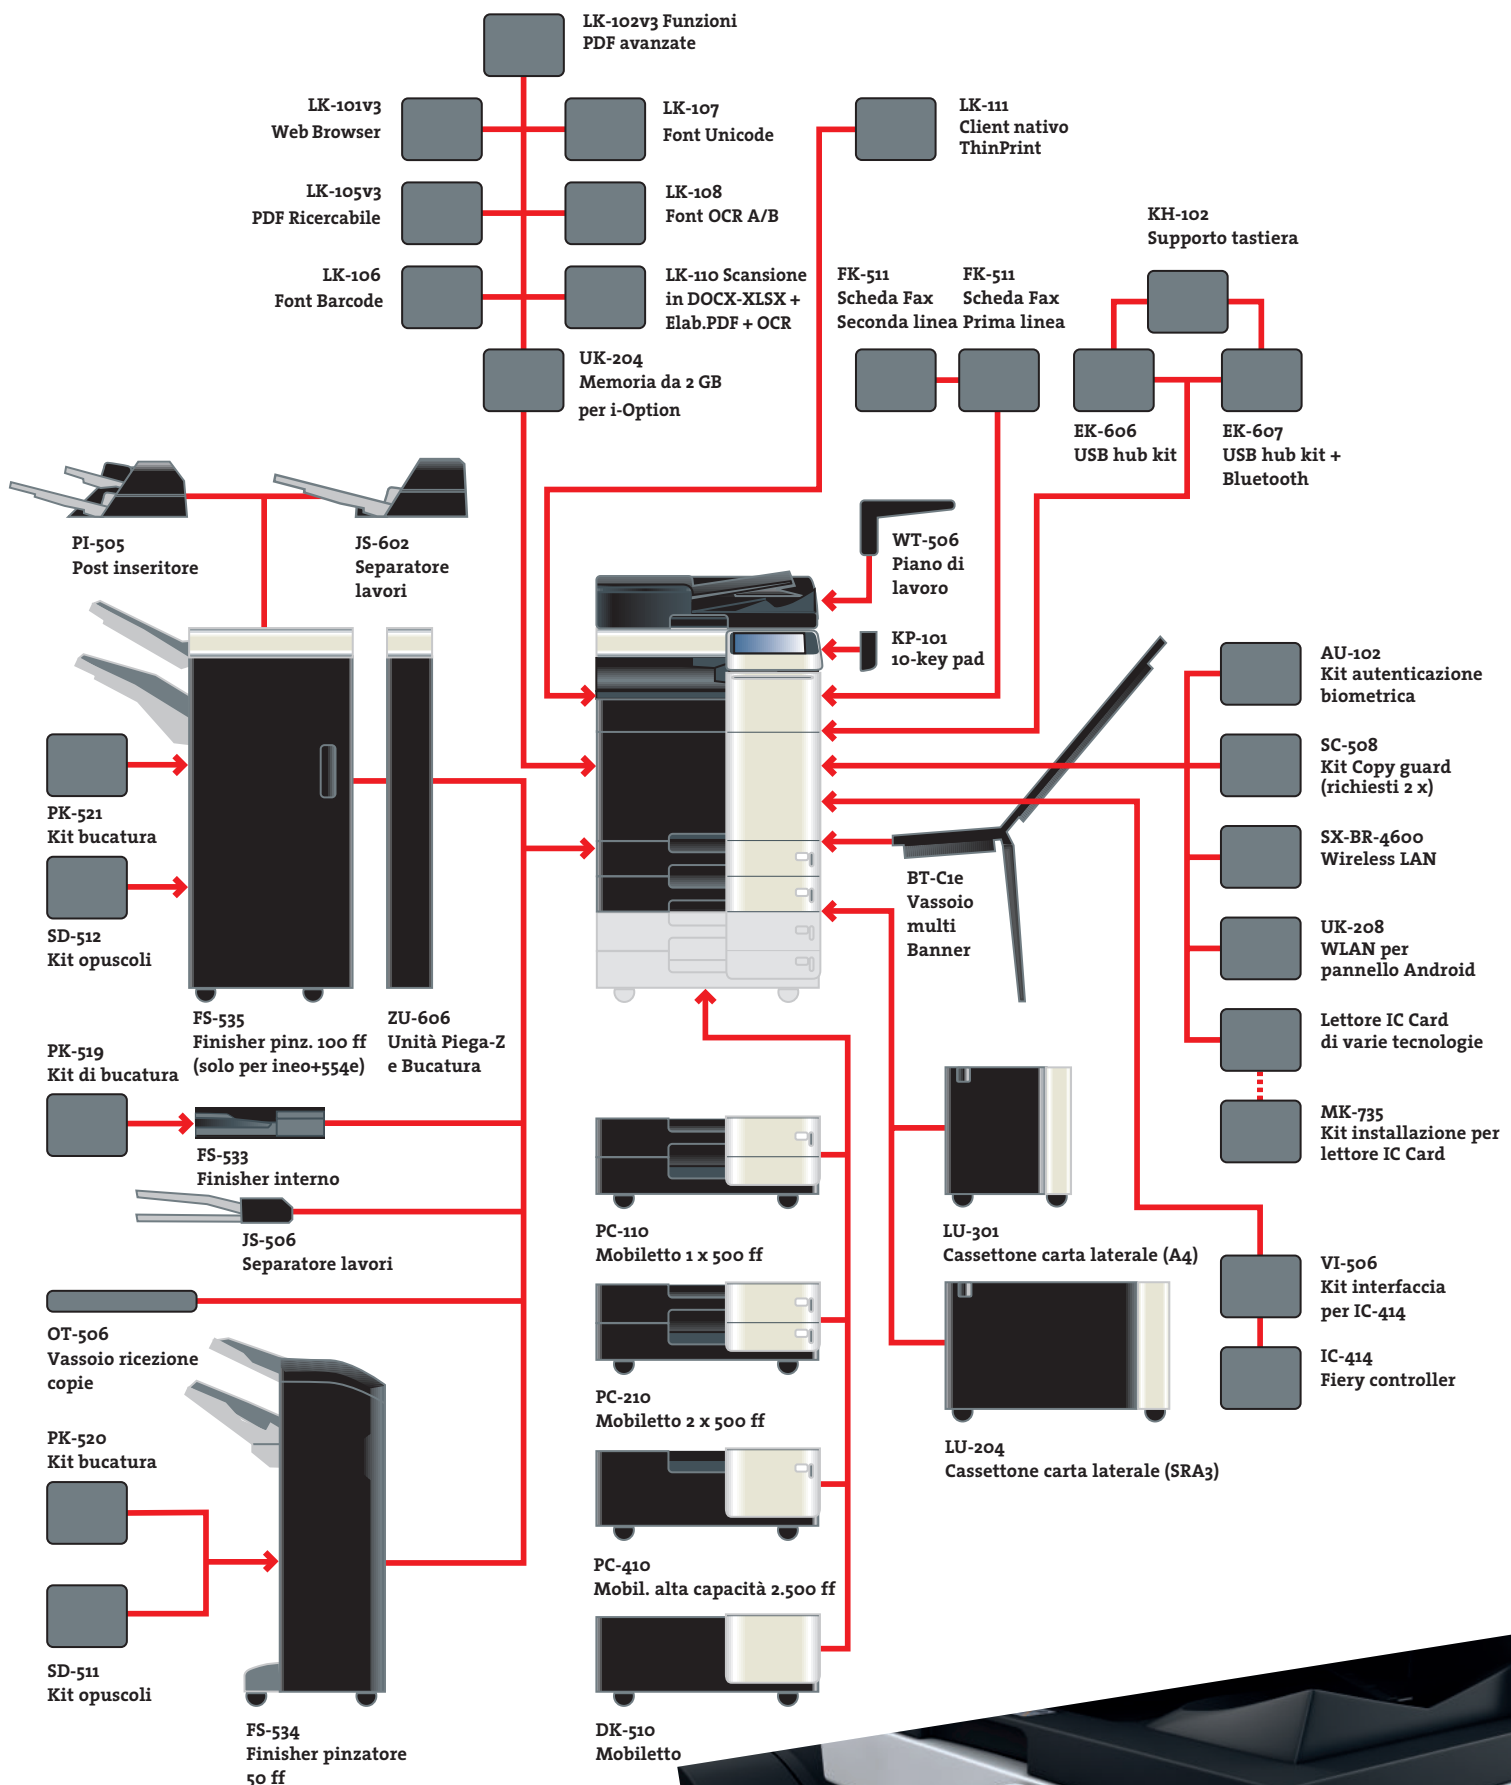 LK-102v3 Funzioni
PDF avanzate
LK-101v3
Web Browser
LK-107
Font Unicode
LK-111
Client nativo
ThinPrint
LK-105v3
PDF Ricercabile
LK-108
Font OCR A/B
KH-102
Supporto tastiera
LK-106
Font Barcode
LK-110 Scansione
in DOCX-XLSX +
Elab.PDF + OCR
FK-511
Scheda Fax
Seconda linea
FK-511
Scheda Fax
Prima linea
UK-204
Memoria da 2 GB
per i-Option
EK-606
USB hub kit
EK-607
USB hub kit +
Bluetooth
PI-505
Post inseritore
JS-602
Separatore
lavori
WT-506
Piano di
lavoro
KP-101
10-key pad
AU-102
Kit autenticazione
biometrica
SC-508
Kit Copy guard
(richiesti 2 x)
PK-521
Kit bucatura
SX-BR-4600
Wireless LAN
BT-C1e
Vassoio
multi
Banner
SD-512
Kit opuscoli
UK-208
WLAN per
pannello Android
FS-535
Finisher pinz. 100 ff
(solo per ineo+554e)
ZU-606
Unità Piega-Z
e Bucatura
Lettore IC Card
di varie tecnologie
PK-519
Kit di bucatura
MK-735
Kit installazione per
lettore IC Card
FS-533
Finisher interno
JS-506
Separatore lavori
PC-110
Mobiletto 1 x 500 ff
LU-301
Cassettone carta laterale (A4)
VI-506
Kit interfaccia
per IC-414
OT-506
Vassoio ricezione
copie
IC-414
Fiery controller
PC-210
Mobiletto 2 x 500 ff
LU-204
Cassettone carta laterale (SRA3)
PK-520
Kit bucatura
PC-410
Mobil. alta capacità 2.500 ff
SD-511
Kit opuscoli
FS-534
Finisher pinzatore
50 ff
DK-510
Mobiletto